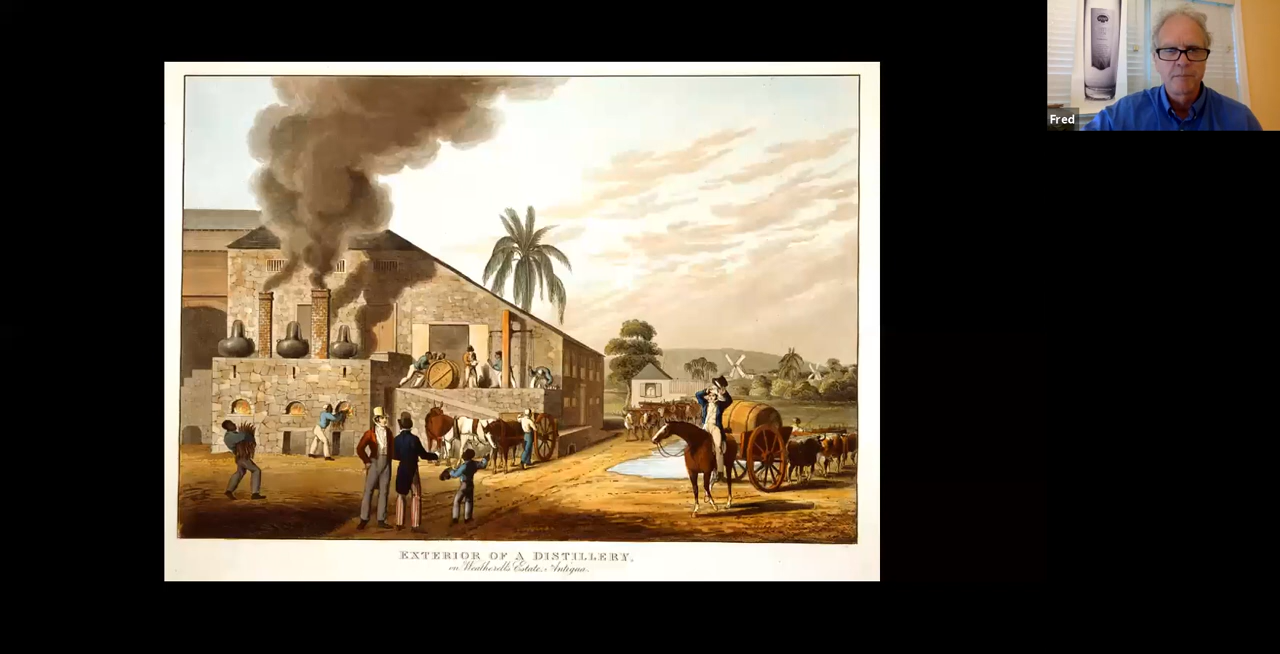 Fred
EXTERIOR OF A DISTILLERY,
on Weatherell's Estate, Antigua.